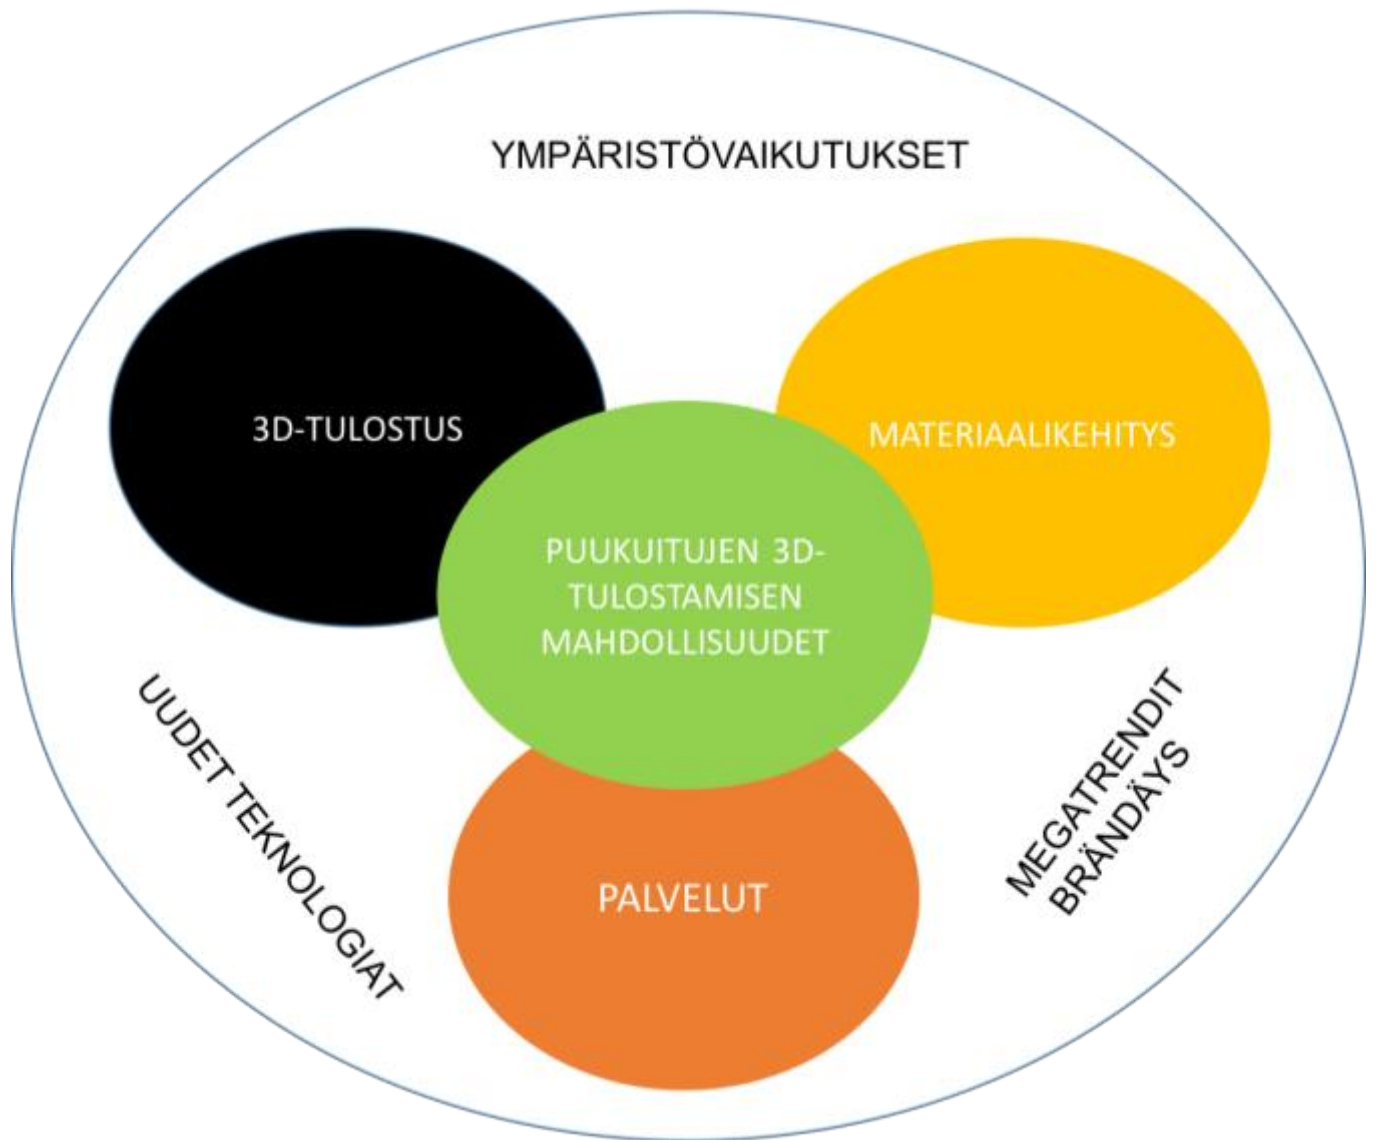 YMPÄRISTÖVAIKUTUKSET
3D-TULOSTUS
MATERIAALIKEHITYS
PUUKUITUJEN 3D-
TULOSTAMISEN
MAHDOLLISUUDET
UUDET TEKNOLOGIAT
MEGATRENDIT
BRÄNDÄYS
PALVELUT